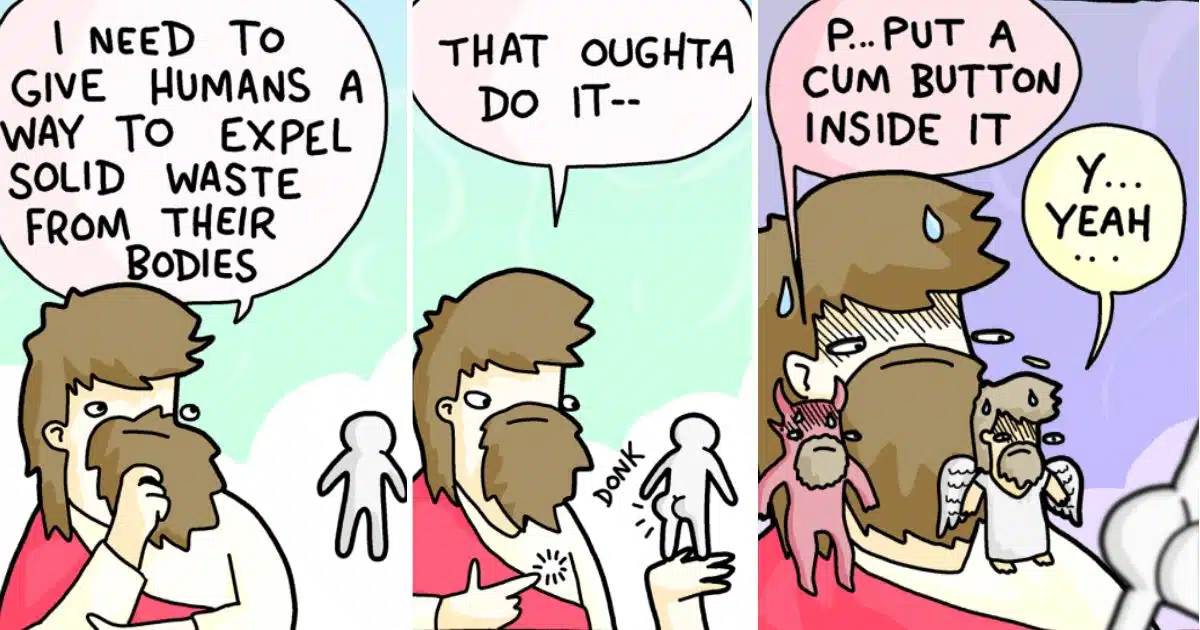 I NEED TO
GIVE HUMANS A
WAY TO EXPEL
SOLID WASTE
FROM THEIR
BODIES
THAT OUGHTA
DO IT--
DONK
P...PUT A
CUM BUTTON
INSIDE IT
Y...
YEAH
...